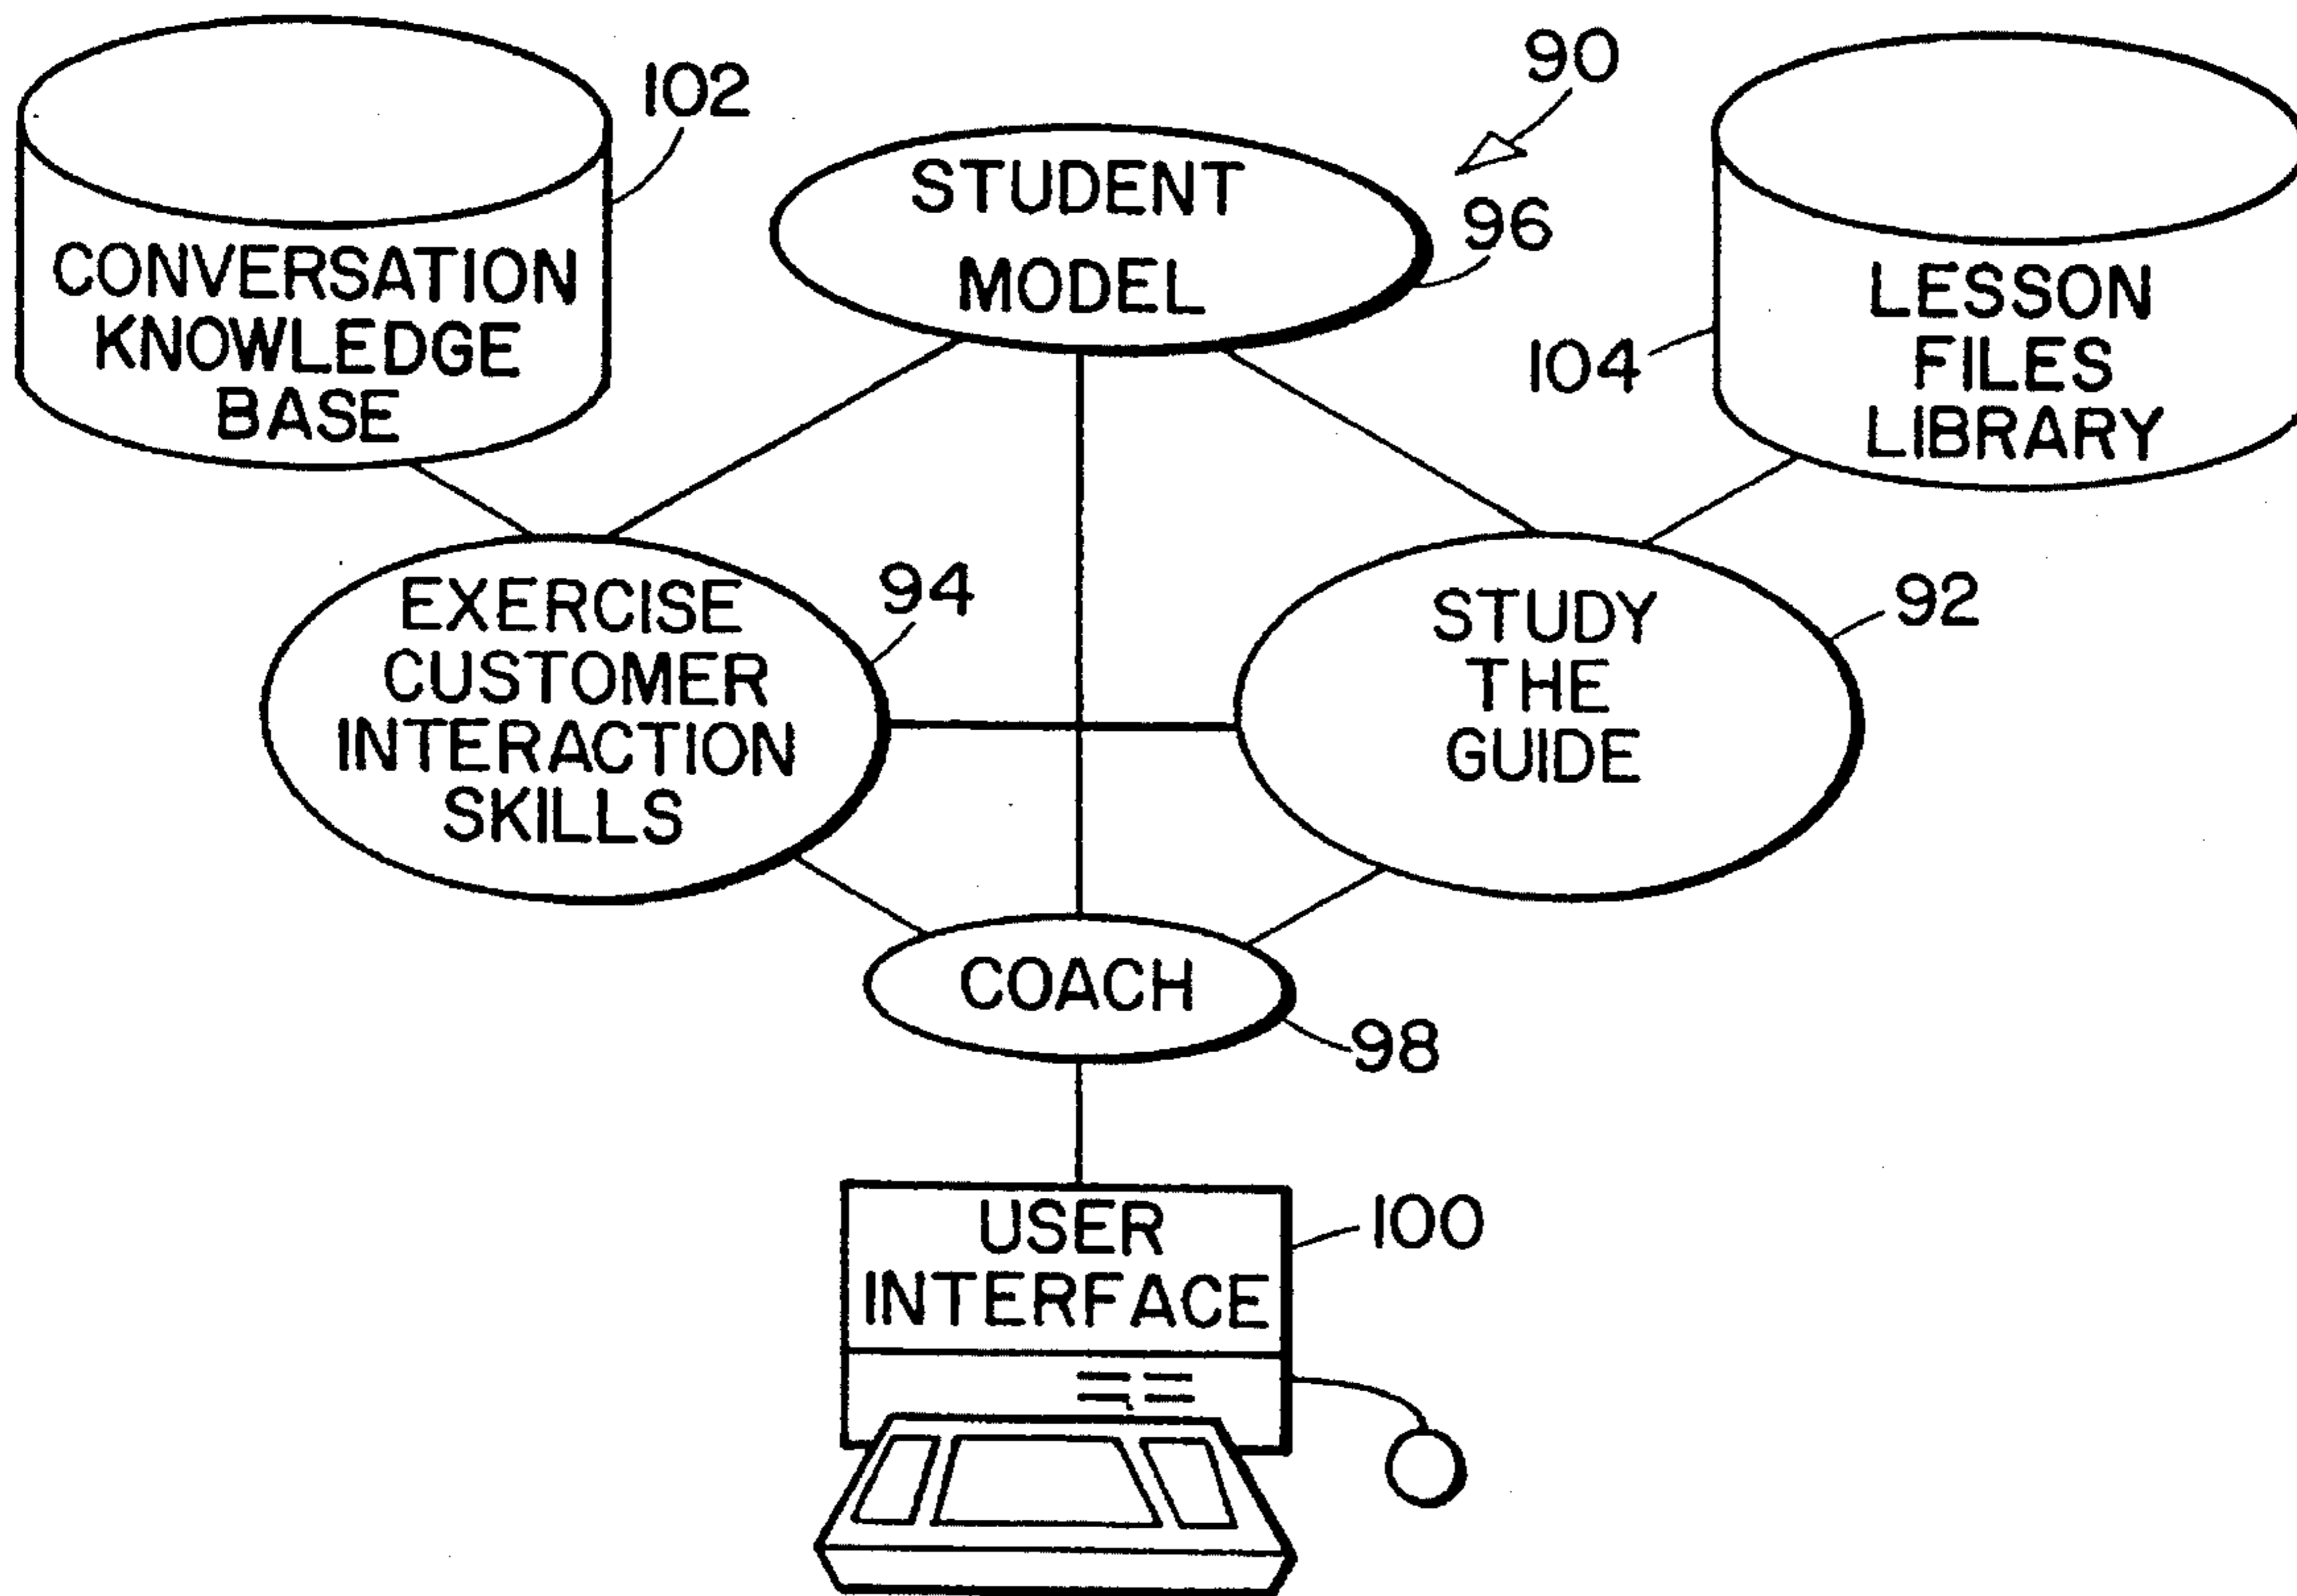 102
90
STUDENT
MODEL
96
CONVERSATION
KNOWLEDGE
BASE
LESSON
FILES
LIBRARY
104
EXERCISE
CUSTOMER
INTERACTION
SKILLS
94
STUDY
THE
GUIDE
92
COACH
98
USER
INTERFACE
100